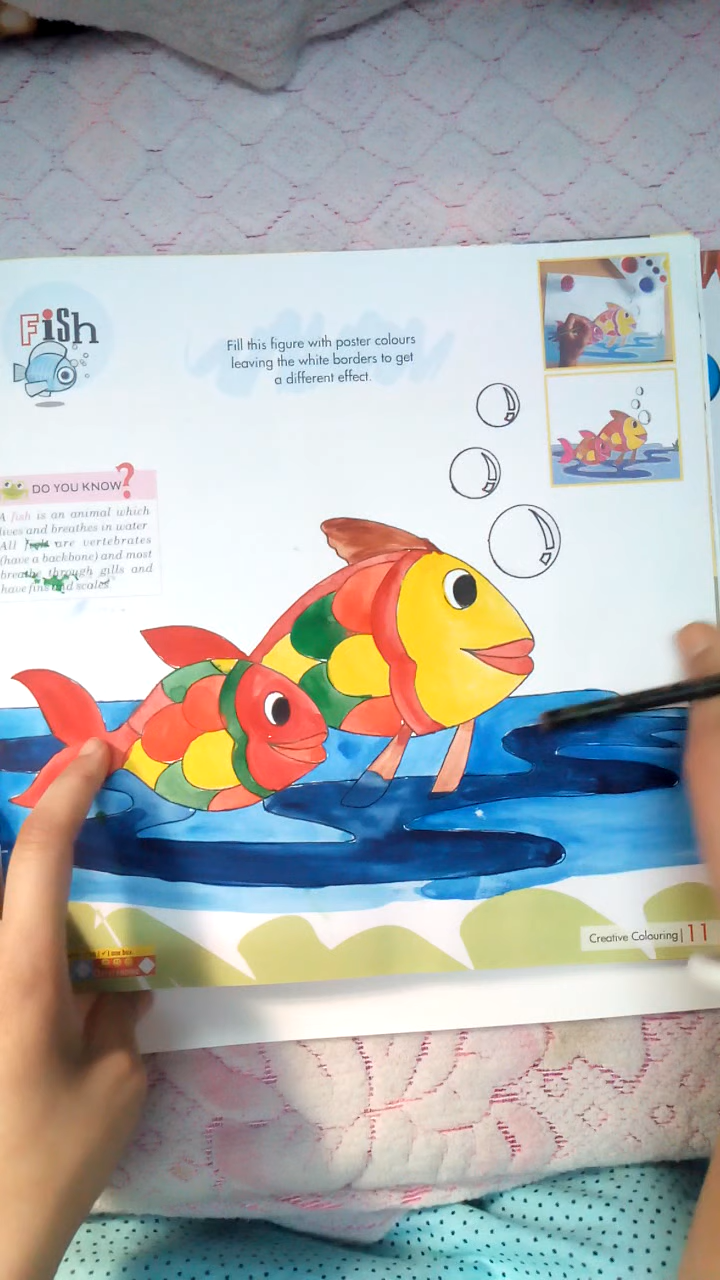 Fish
Fill this figure with poster colours
leaving the white borders to get
a different effect.
DO YOU KNOW?
A fish is an animal which
lives and breathes in water.
All are vertebrates
(have a backbone) and most
breathe through gills and
have fins and scales.
Creative Colouring | 11